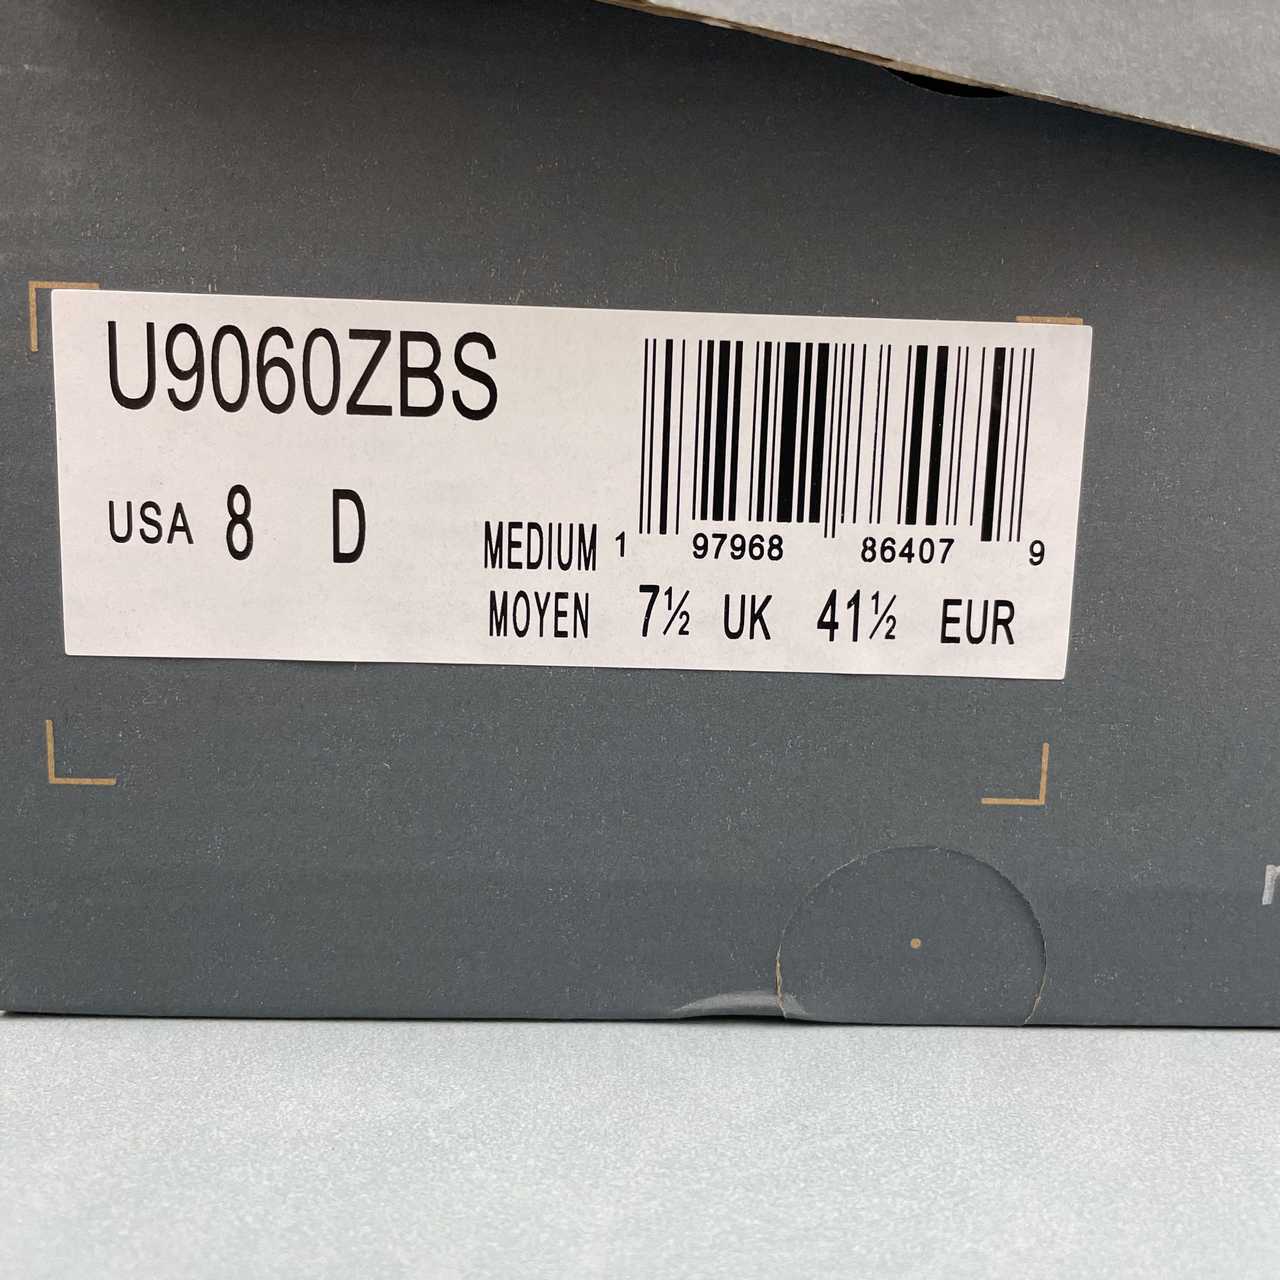 U9060ZBS
USA 8 D
MEDIUM 1 97968 86407 9
MOYEN 7½ UK 41½ EUR